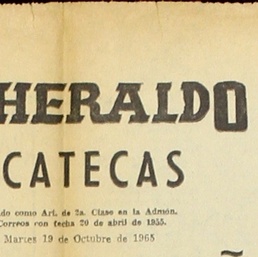 HERALDO
CATECAS
do como Art. de 2a. Clase en la Admón.
Correos con fecha 20 de abril de 1955.
Martes 19 de Octubre de 1965